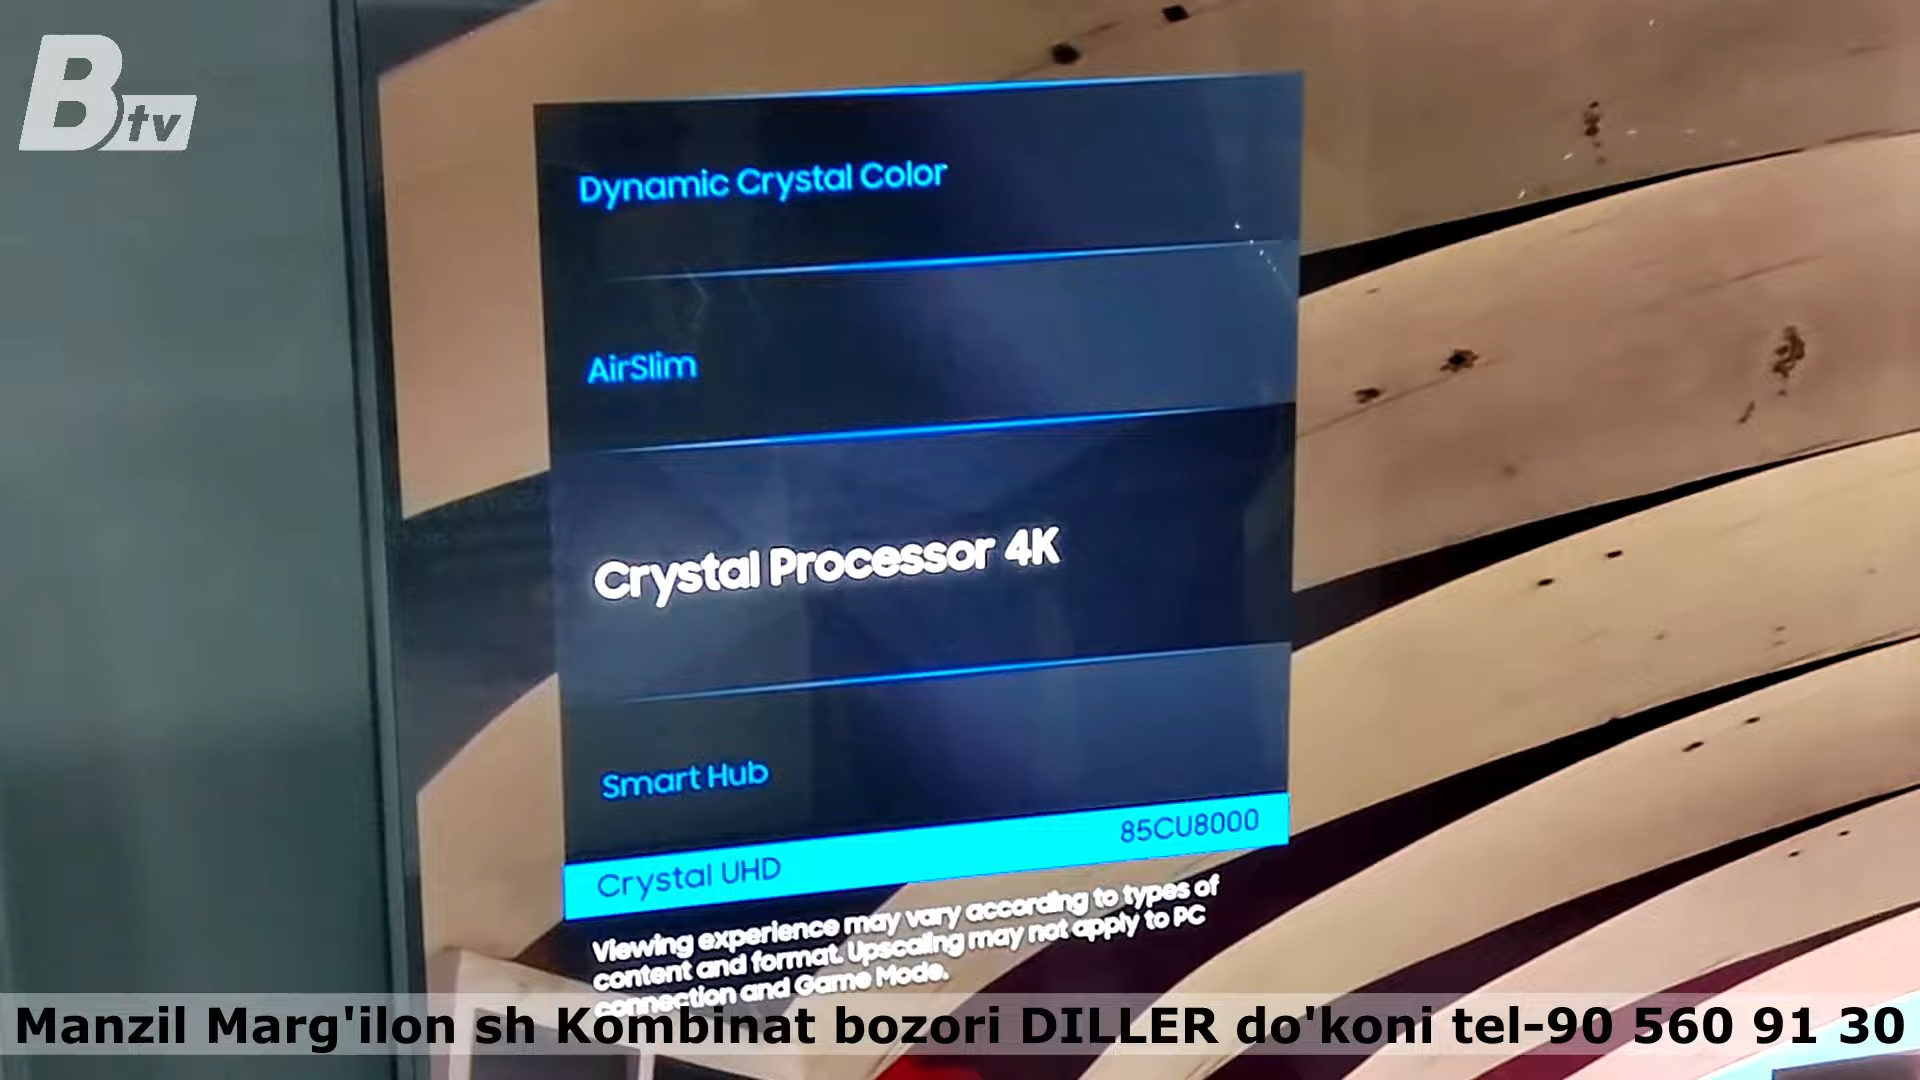 B tv
Dynamic Crystal Color
AirSlim
Crystal Processor 4K
Smart Hub
Crystal UHD 85CU8000
Viewing experience may vary according to types of
content and format. Upscaling may not apply to PC
connection and Game Mode.
Manzil Marg'ilon sh Kombinat bozori DILLER do'koni tel-90 560 91 30